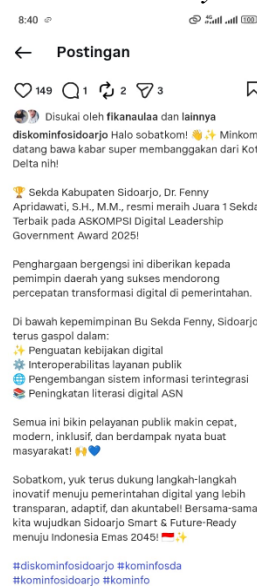 8:40
100
Postingan
149 1 2 3
Disukai oleh fikanaulaa dan lainnya
diskominfosidoarjo Halo sobatkom! 👋✨ Minkom
datang bawa kabar super membanggakan dari Kot
Delta nih!
🏆 Sekda Kabupaten Sidoarjo, Dr. Fenny
Apridawati, S.H., M.M., resmi meraih Juara 1 Sekda
Terbaik pada ASKOMPSI Digital Leadership
Government Award 2025!
Penghargaan bergengsi ini diberikan kepada
pemimpin daerah yang sukses mendorong
percepatan transformasi digital di pemerintahan.
Di bawah kepemimpinan Bu Sekda Fenny, Sidoarjo
terus gaspol dalam:
✨ Penguatan kebijakan digital
⚙️ Interoperabilitas layanan publik
🌐 Pengembangan sistem informasi terintegrasi
📚 Peningkatan literasi digital ASN
Semua ini bikin pelayanan publik makin cepat,
modern, inklusif, dan berdampak nyata buat
masyarakat! 🙌💙
Sobatkom, yuk terus dukung langkah-langkah
inovatif menuju pemerintahan digital yang lebih
transparan, adaptif, dan akuntabel! Bersama-sama
kita wujudkan Sidoarjo Smart & Future-Ready
menuju Indonesia Emas 2045! 🇮🇩✨
#diskominfosidoarjo #kominfosda
#kominfosidoarjo #kominfo